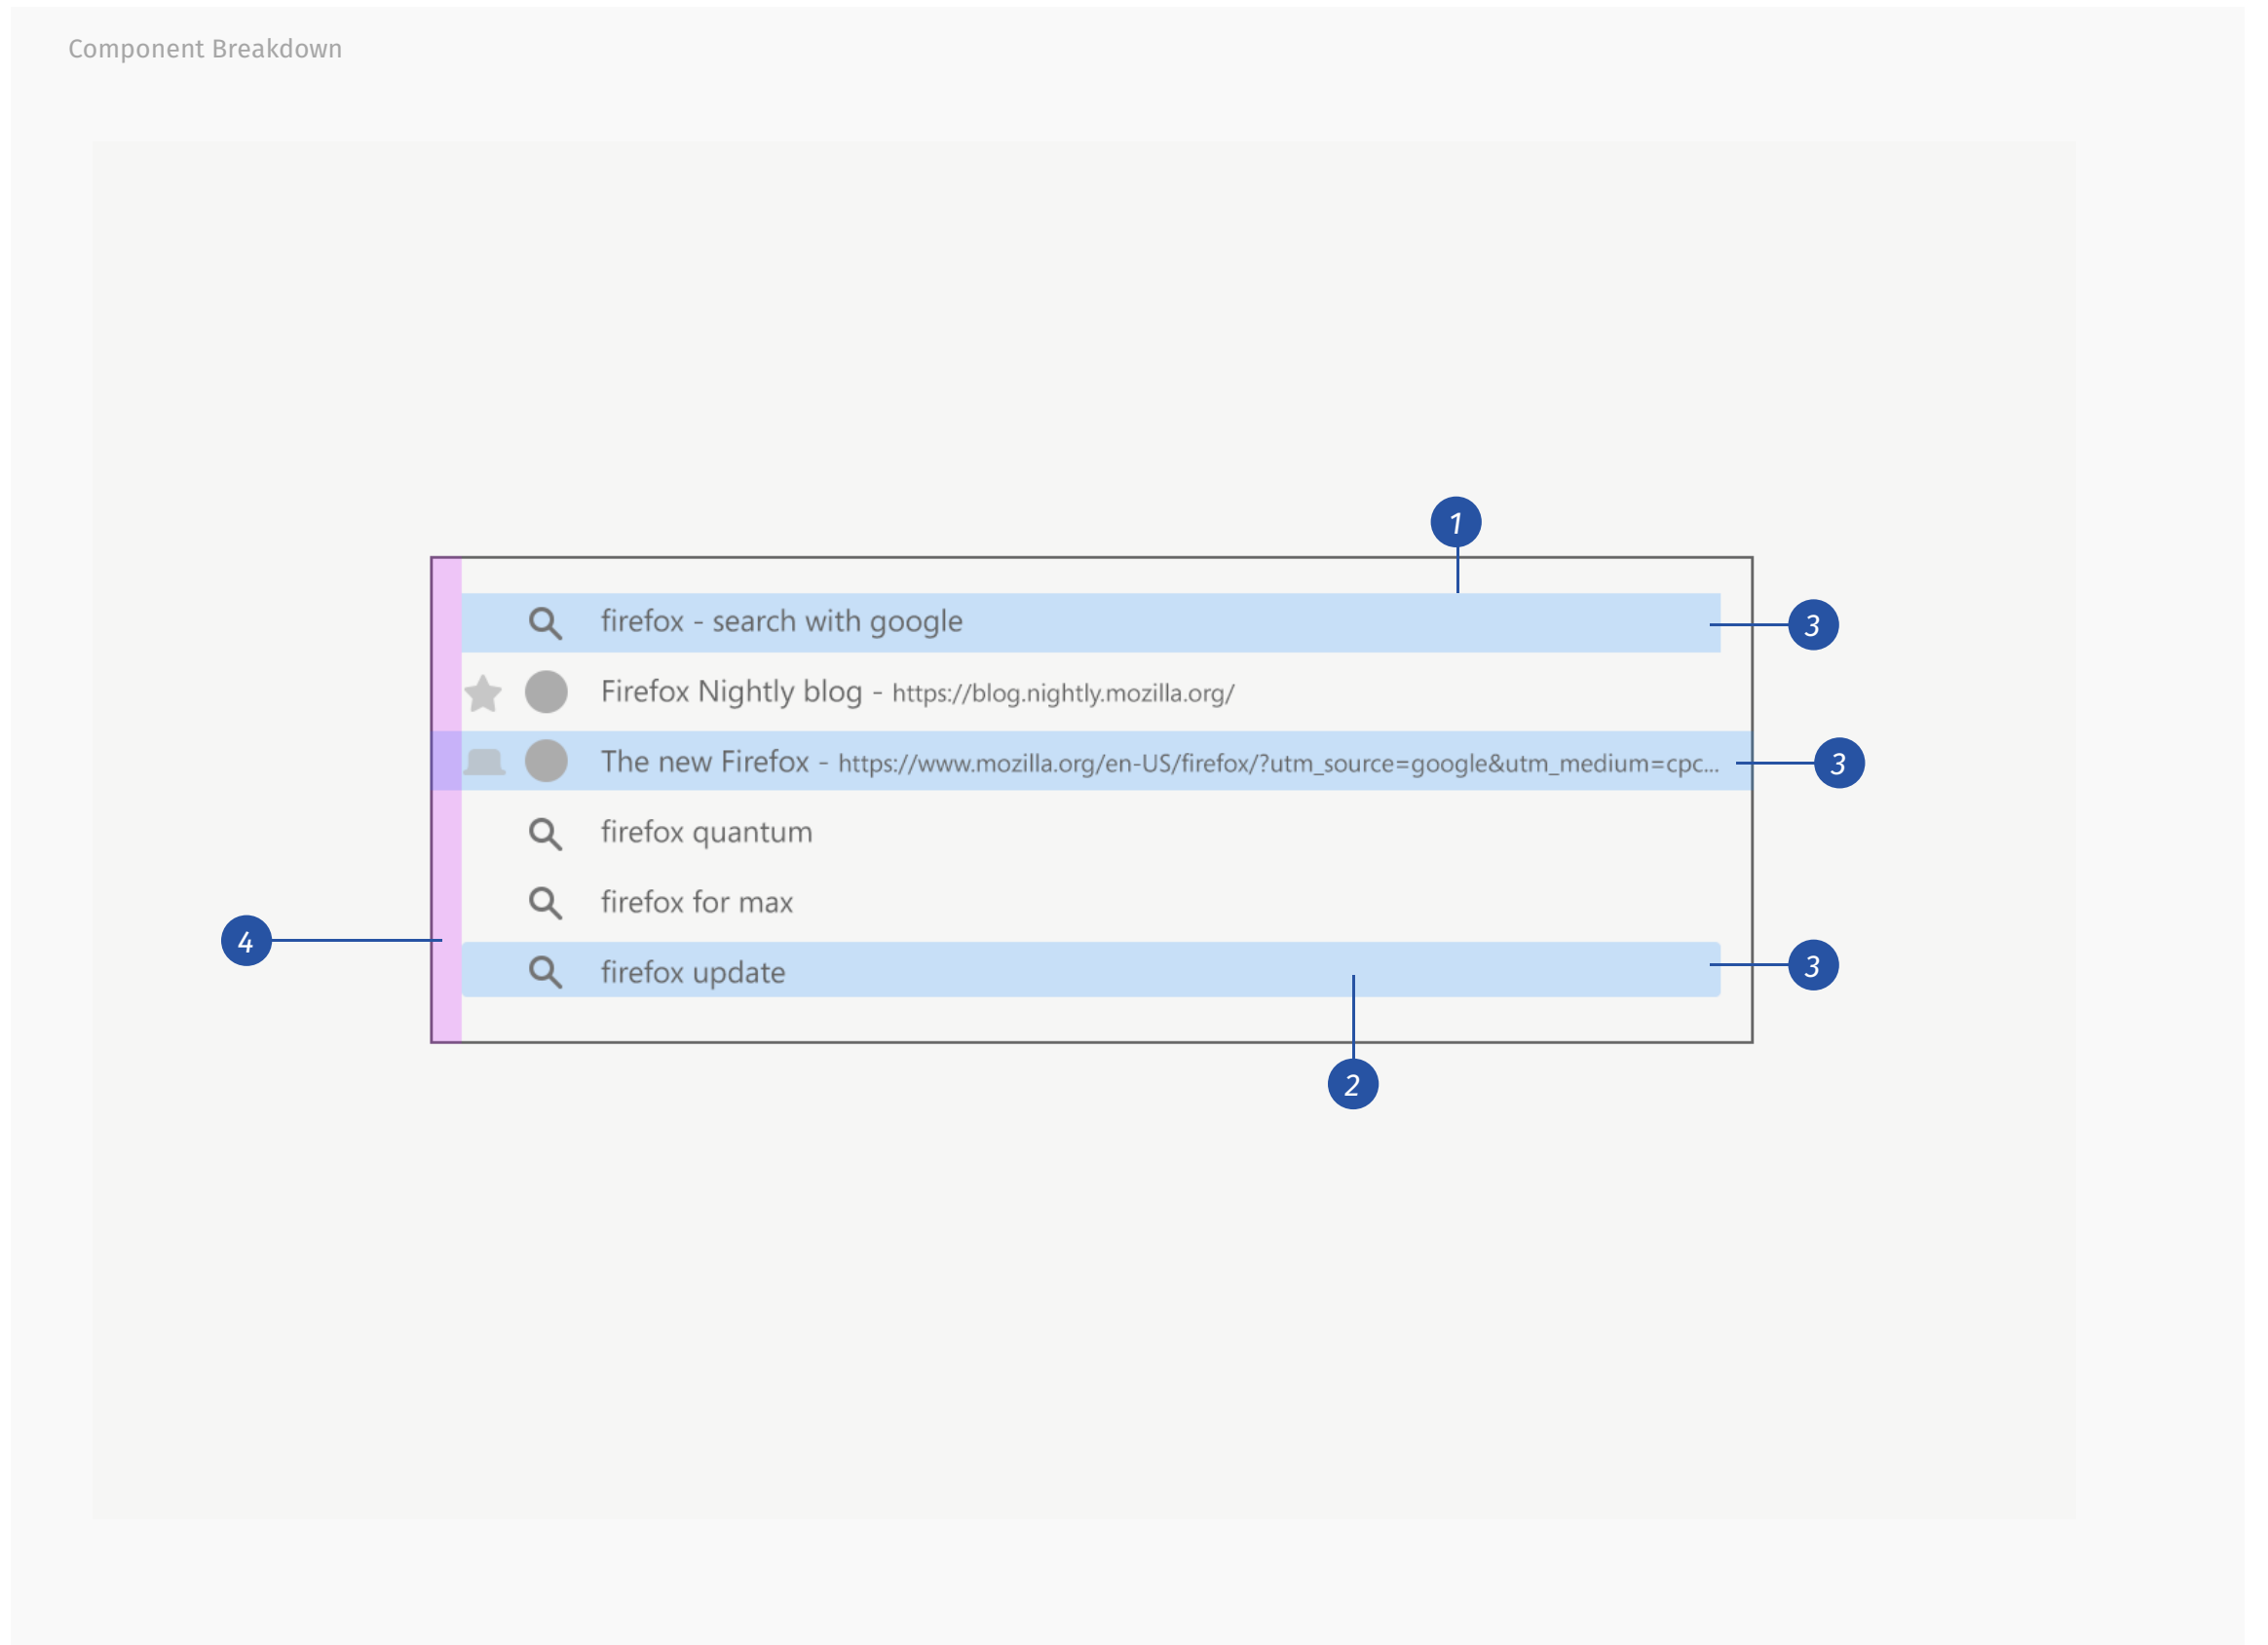 Component Breakdown
1
firefox - search with google
3
Firefox Nightly blog - https://blog.nightly.mozilla.org/
The new Firefox - https://www.mozilla.org/en-US/firefox/?utm_source=google&utm_medium=cpc...
3
firefox quantum
firefox for max
4
firefox update
3
2